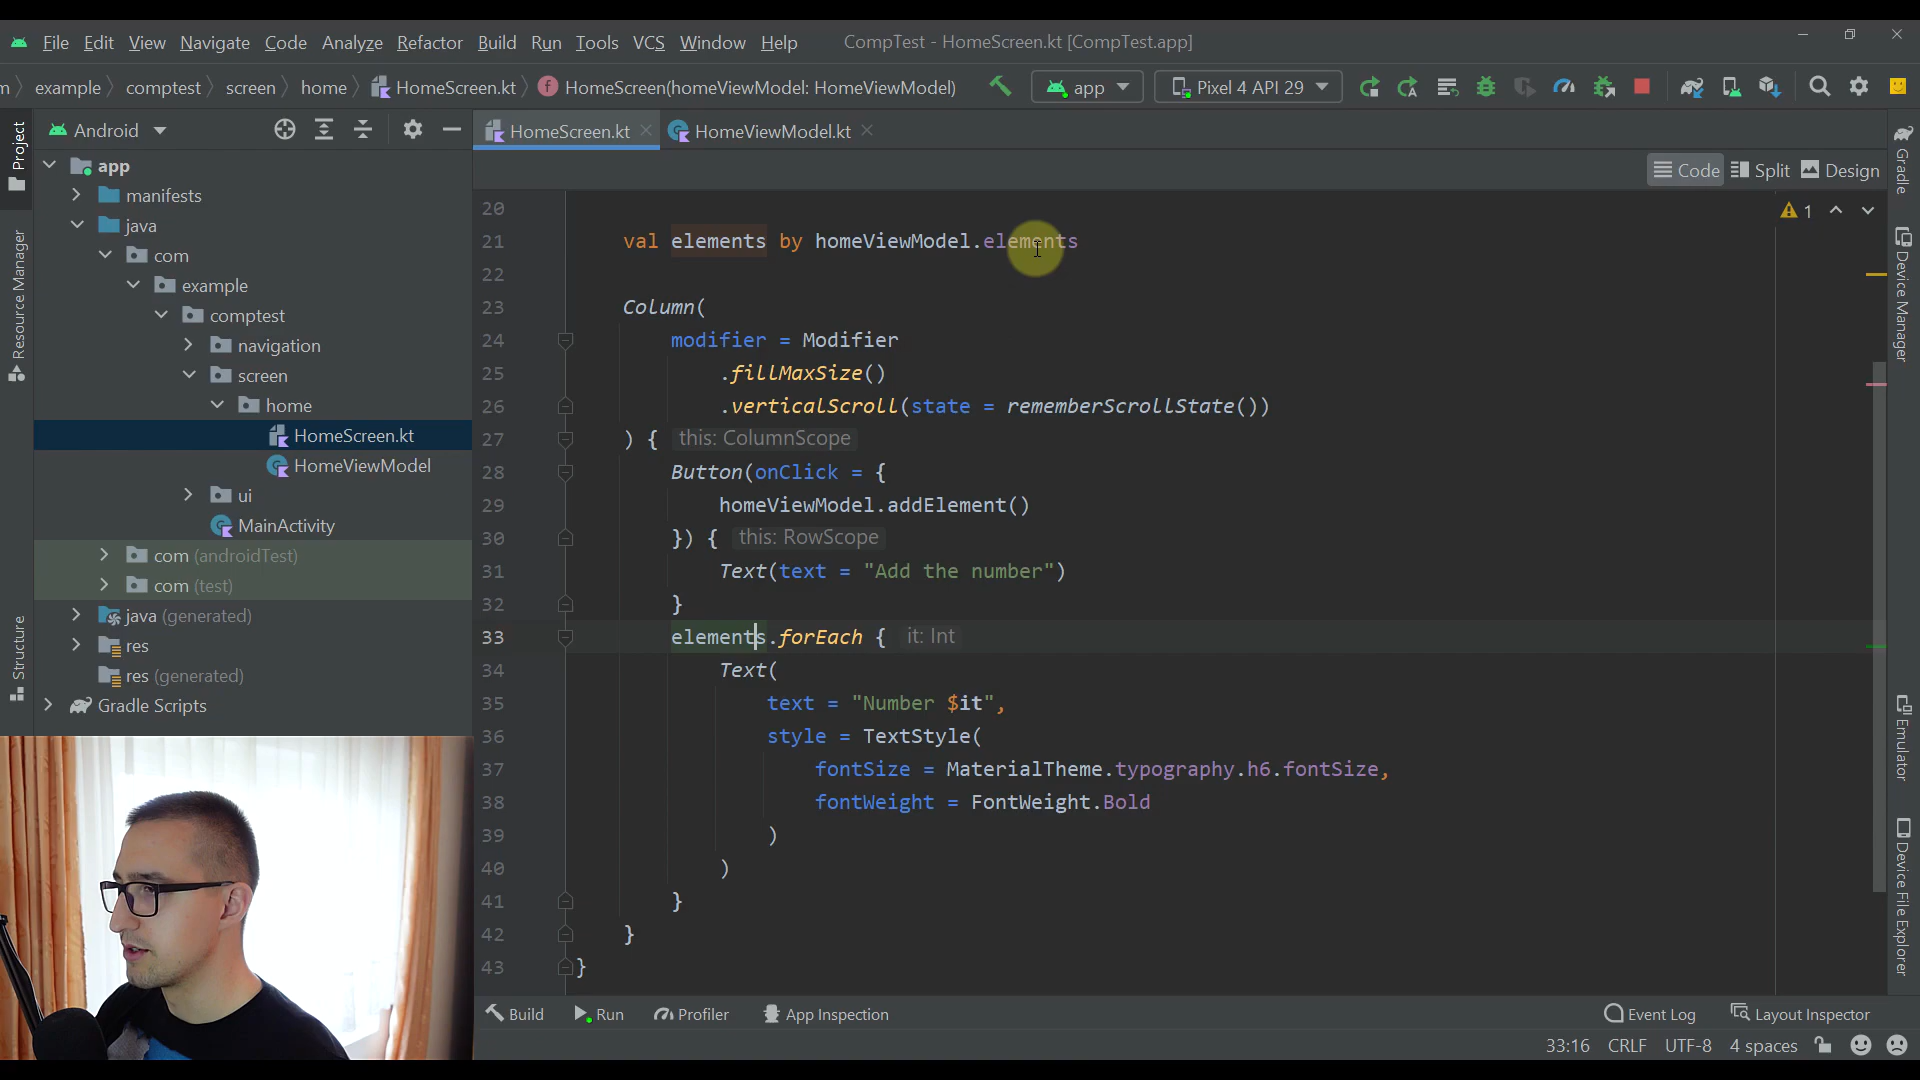 File Edit View Navigate Code Analyze Refactor Build Run Tools VCS Window Help CompTest - HomeScreen.kt [CompTest.app]
m example comptest screen home HomeScreen.kt HomeScreen(homeViewModel: HomeViewModel) app Pixel 4 API 29
Project
Resource Manager
Structure
Android
app
manifests
java
com
example
comptest
navigation
screen
home
HomeScreen.kt
HomeViewModel
ui
MainActivity
com (androidTest)
com (test)
java (generated)
res
res (generated)
Gradle Scripts
HomeScreen.kt HomeViewModel.kt
Code Split Design
1
20
21 val elements by homeViewModel.elements
22
23 Column(
24 modifier = Modifier
25 .fillMaxSize()
26 .verticalScroll(state = rememberScrollState())
27 ) { this: ColumnScope
28 Button(onClick = {
29 homeViewModel.addElement()
30 }) { this: RowScope
31 Text(text = "Add the number")
32 }
33 elements.forEach { it: Int
34 Text(
35 text = "Number $it",
36 style = TextStyle(
37 fontSize = MaterialTheme.typography.h6.fontSize,
38 fontWeight = FontWeight.Bold
39 )
40 )
41 }
42 }
43 }
Gradle
Device Manager
Emulator
Device File Explorer
Build Run Profiler App Inspection Event Log Layout Inspector
33:16 CRLF UTF-8 4 spaces